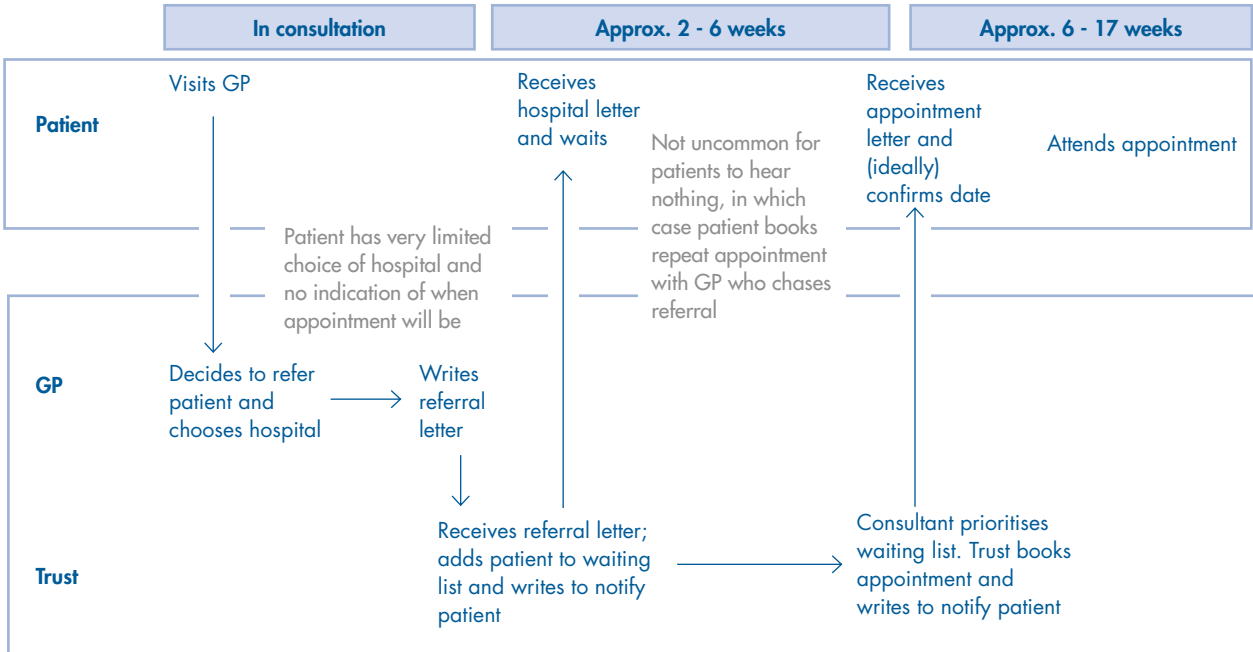 In consultation
Approx. 2 - 6 weeks
Approx. 6 - 17 weeks
Patient
Visits GP
Receives
hospital letter
and waits
Receives
appointment
letter and
(ideally)
confirms date
Attends appointment
Patient has very limited
choice of hospital and
no indication of when
appointment will be
Not uncommon for
patients to hear
nothing, in which
case patient books
repeat appointment
with GP who chases
referral
GP
Decides to refer
patient and
chooses hospital
Writes
referral
letter
Trust
Receives referral letter;
adds patient to waiting
list and writes to notify
patient
Consultant prioritises
waiting list. Trust books
appointment and
writes to notify patient